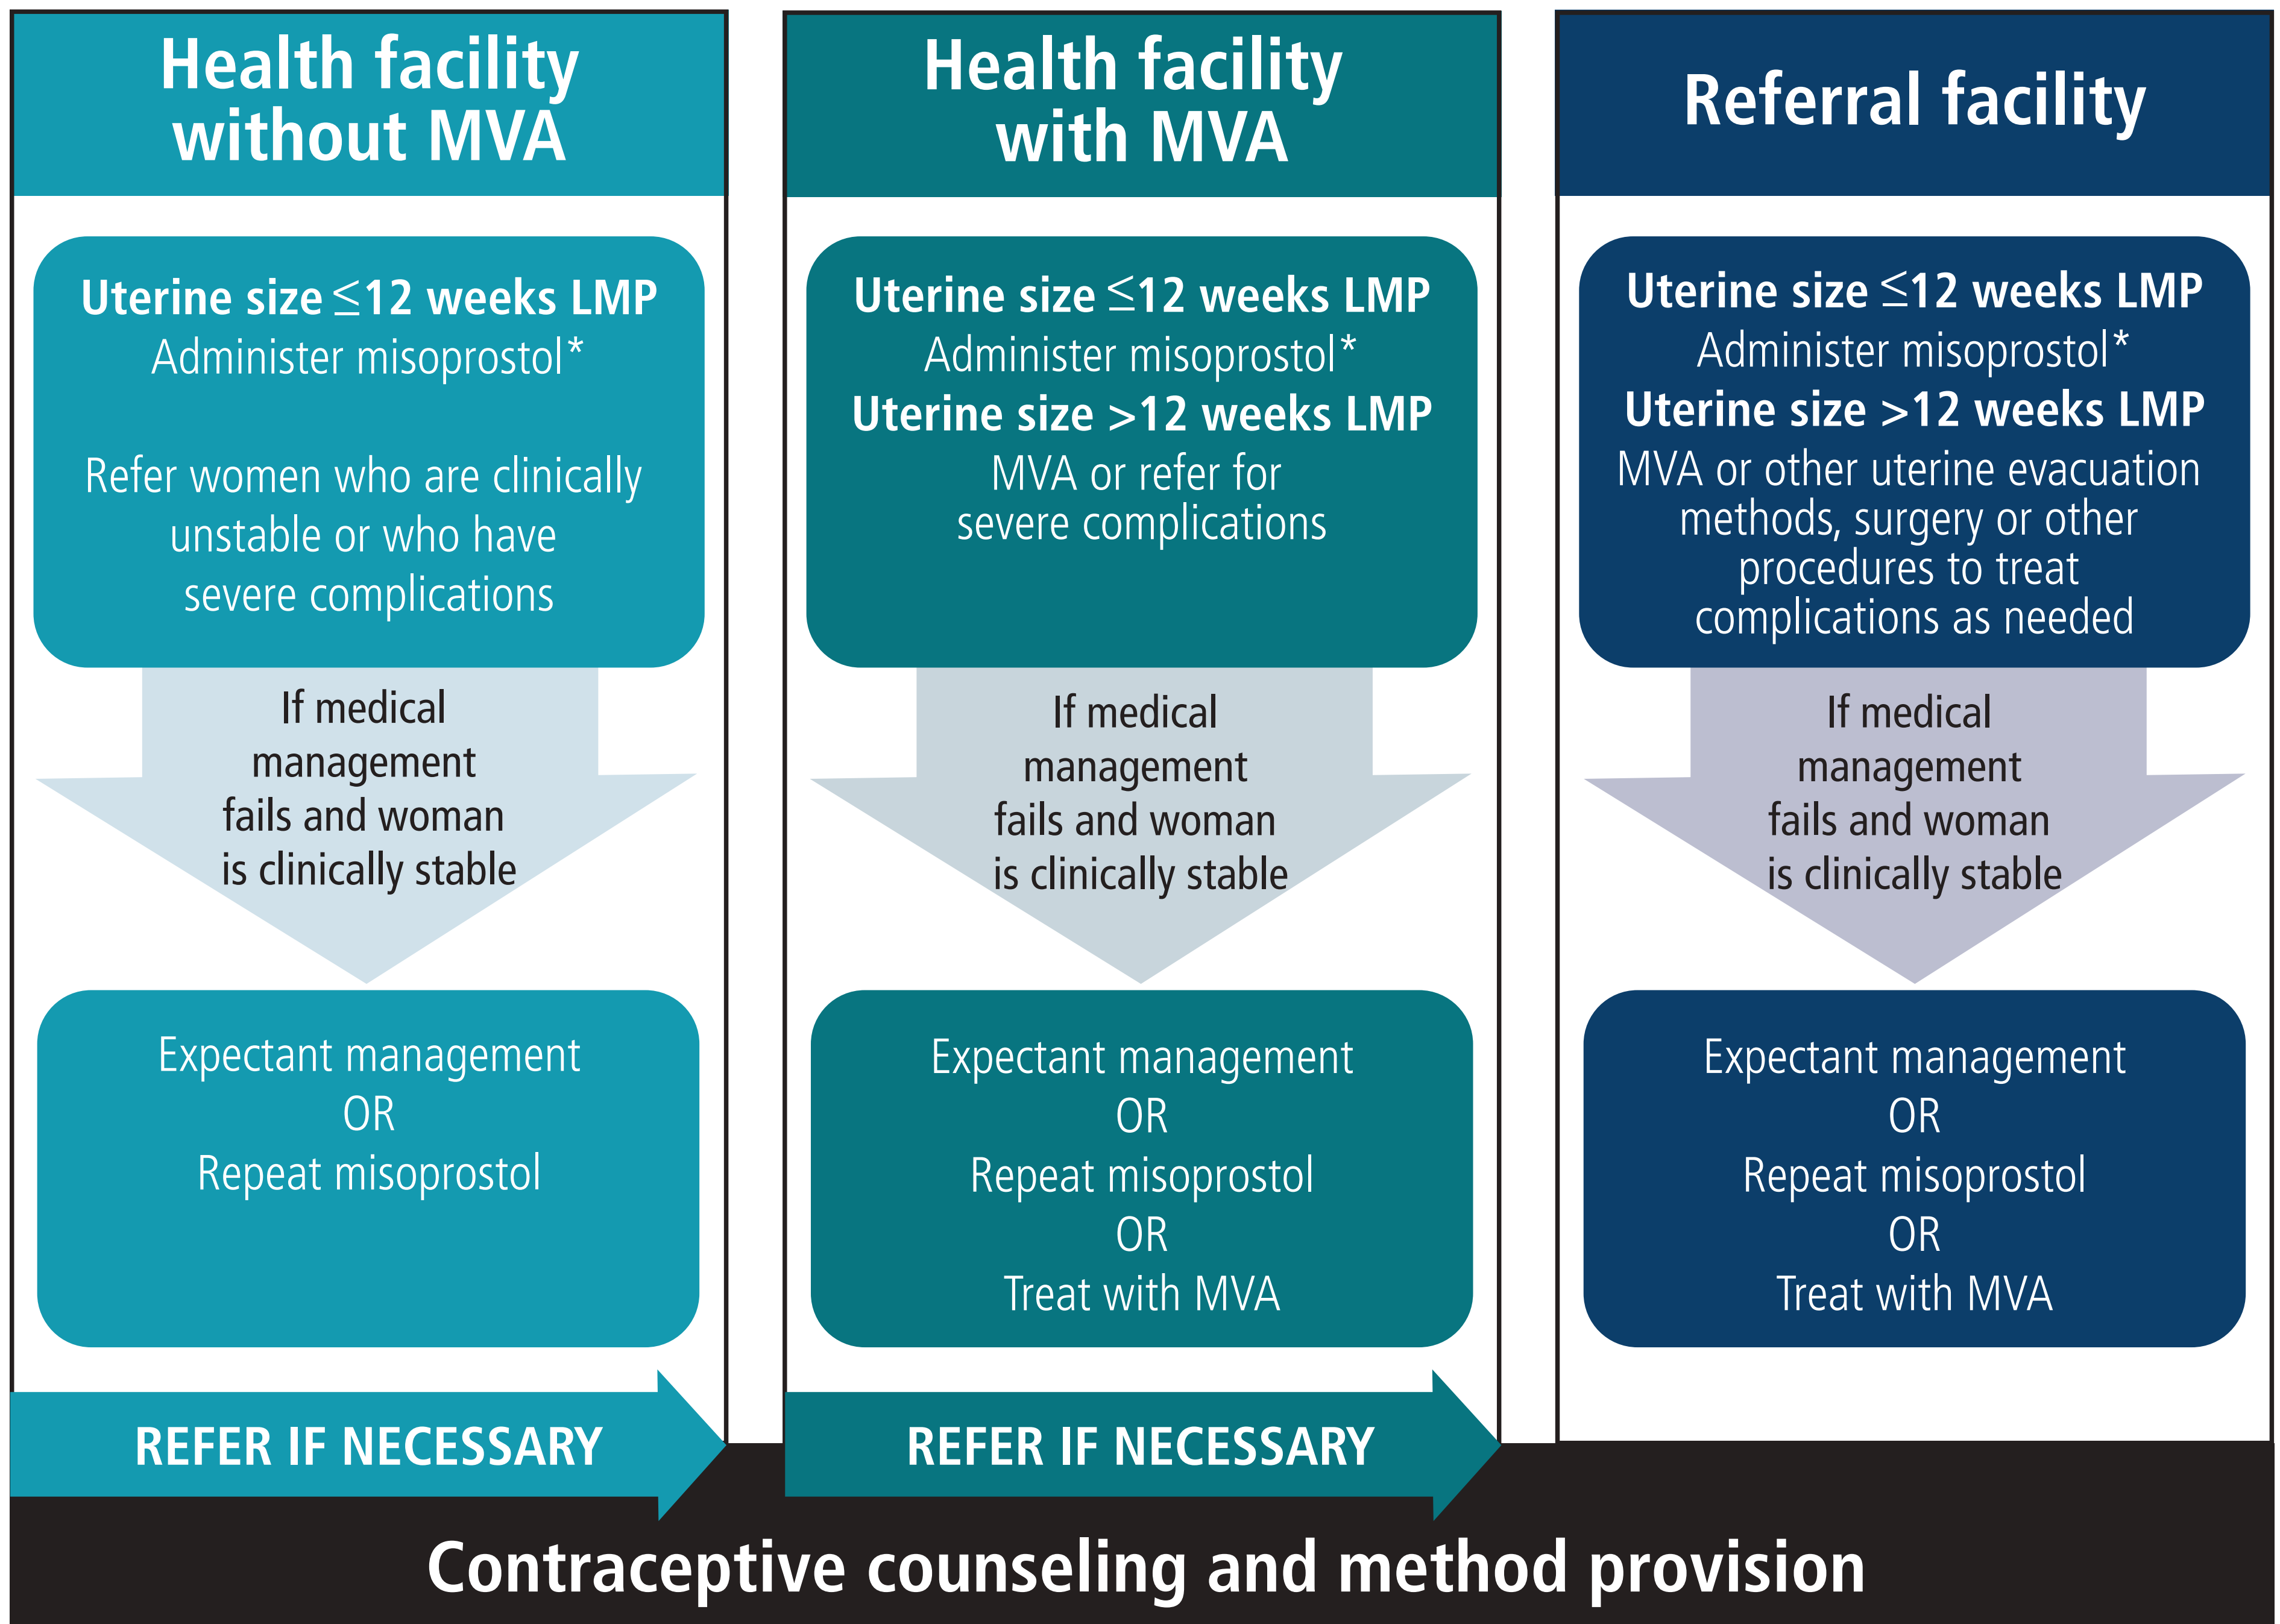 Health facility
without MVA
Uterine size ≤12 weeks LMP
Administer misoprostol*
Refer women who are clinically
unstable or who have
severe complications
If medical
management
fails and woman
is clinically stable
Expectant management
OR
Repeat misoprostol
REFER IF NECESSARY
Health facility
with MVA
Uterine size ≤12 weeks LMP
Administer misoprostol*
Uterine size >12 weeks LMP
MVA or refer for
severe complications
If medical
management
fails and woman
is clinically stable
Expectant management
OR
Repeat misoprostol
OR
Treat with MVA
REFER IF NECESSARY
Referral facility
Uterine size ≤12 weeks LMP
Administer misoprostol*
Uterine size >12 weeks LMP
MVA or other uterine evacuation
methods, surgery or other
procedures to treat
complications as needed
If medical
management
fails and woman
is clinically stable
Expectant management
OR
Repeat misoprostol
OR
Treat with MVA
Contraceptive counseling and method provision